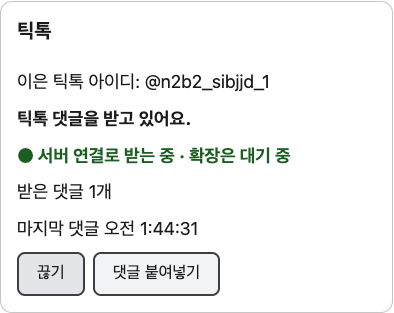 틱톡
이은 틱톡 아이디: @n2b2_sibjjd_1
틱톡 댓글을 받고 있어요.
● 서버 연결로 받는 중 · 확장은 대기 중
받은 댓글 1개
마지막 댓글 오전 1:44:31
끊기
댓글 붙여넣기